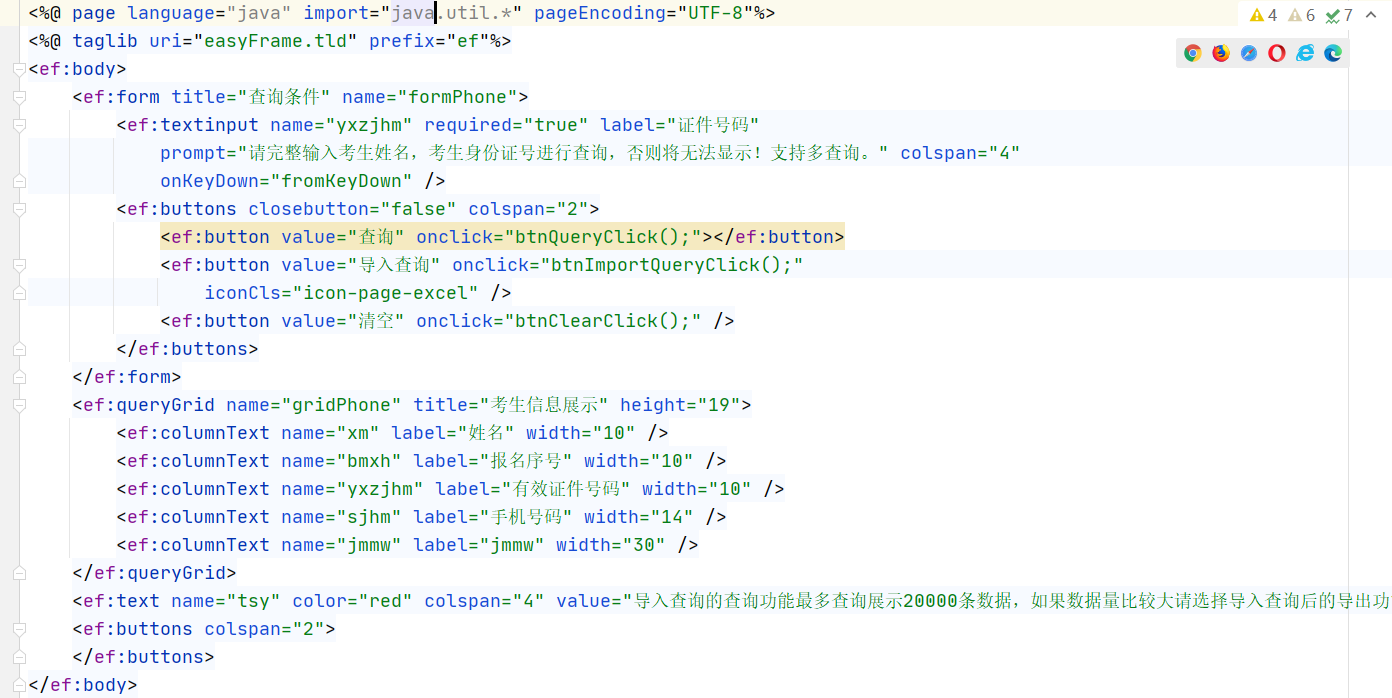 <%@ page language="java" import="java.util.*" pageEncoding="UTF-8"%>
4 6 7
<%@ taglib uri="easyFrame.tld" prefix="ef"%>
<ef:body>
<ef:form title="查询条件" name="formPhone">
<ef:textinput name="yxzjhm" required="true" label="证件号码"
prompt="请完整输入考生姓名，考生身份证号进行查询，否则将无法显示！支持多查询。" colspan="4"
onKeyDown="fromKeyDown" />
<ef:buttons closebutton="false" colspan="2">
<ef:button value="查询" onclick="btnQueryClick();"></ef:button>
<ef:button value="导入查询" onclick="btnImportQueryClick();"
iconCls="icon-page-excel" />
<ef:button value="清空" onclick="btnClearClick();" />
</ef:buttons>
</ef:form>
<ef:queryGrid name="gridPhone" title="考生信息展示" height="19">
<ef:columnText name="xm" label="姓名" width="10" />
<ef:columnText name="bmxh" label="报名序号" width="10" />
<ef:columnText name="yxzjhm" label="有效证件号码" width="10" />
<ef:columnText name="sjhm" label="手机号码" width="14" />
<ef:columnText name="jmmw" label="jmmw" width="30" />
</ef:queryGrid>
<ef:text name="tsy" color="red" colspan="4" value="导入查询的查询功能最多查询展示20000条数据，如果数据量比较大请选择导入查询后的导出功
<ef:buttons colspan="2">
</ef:buttons>
</ef:body>